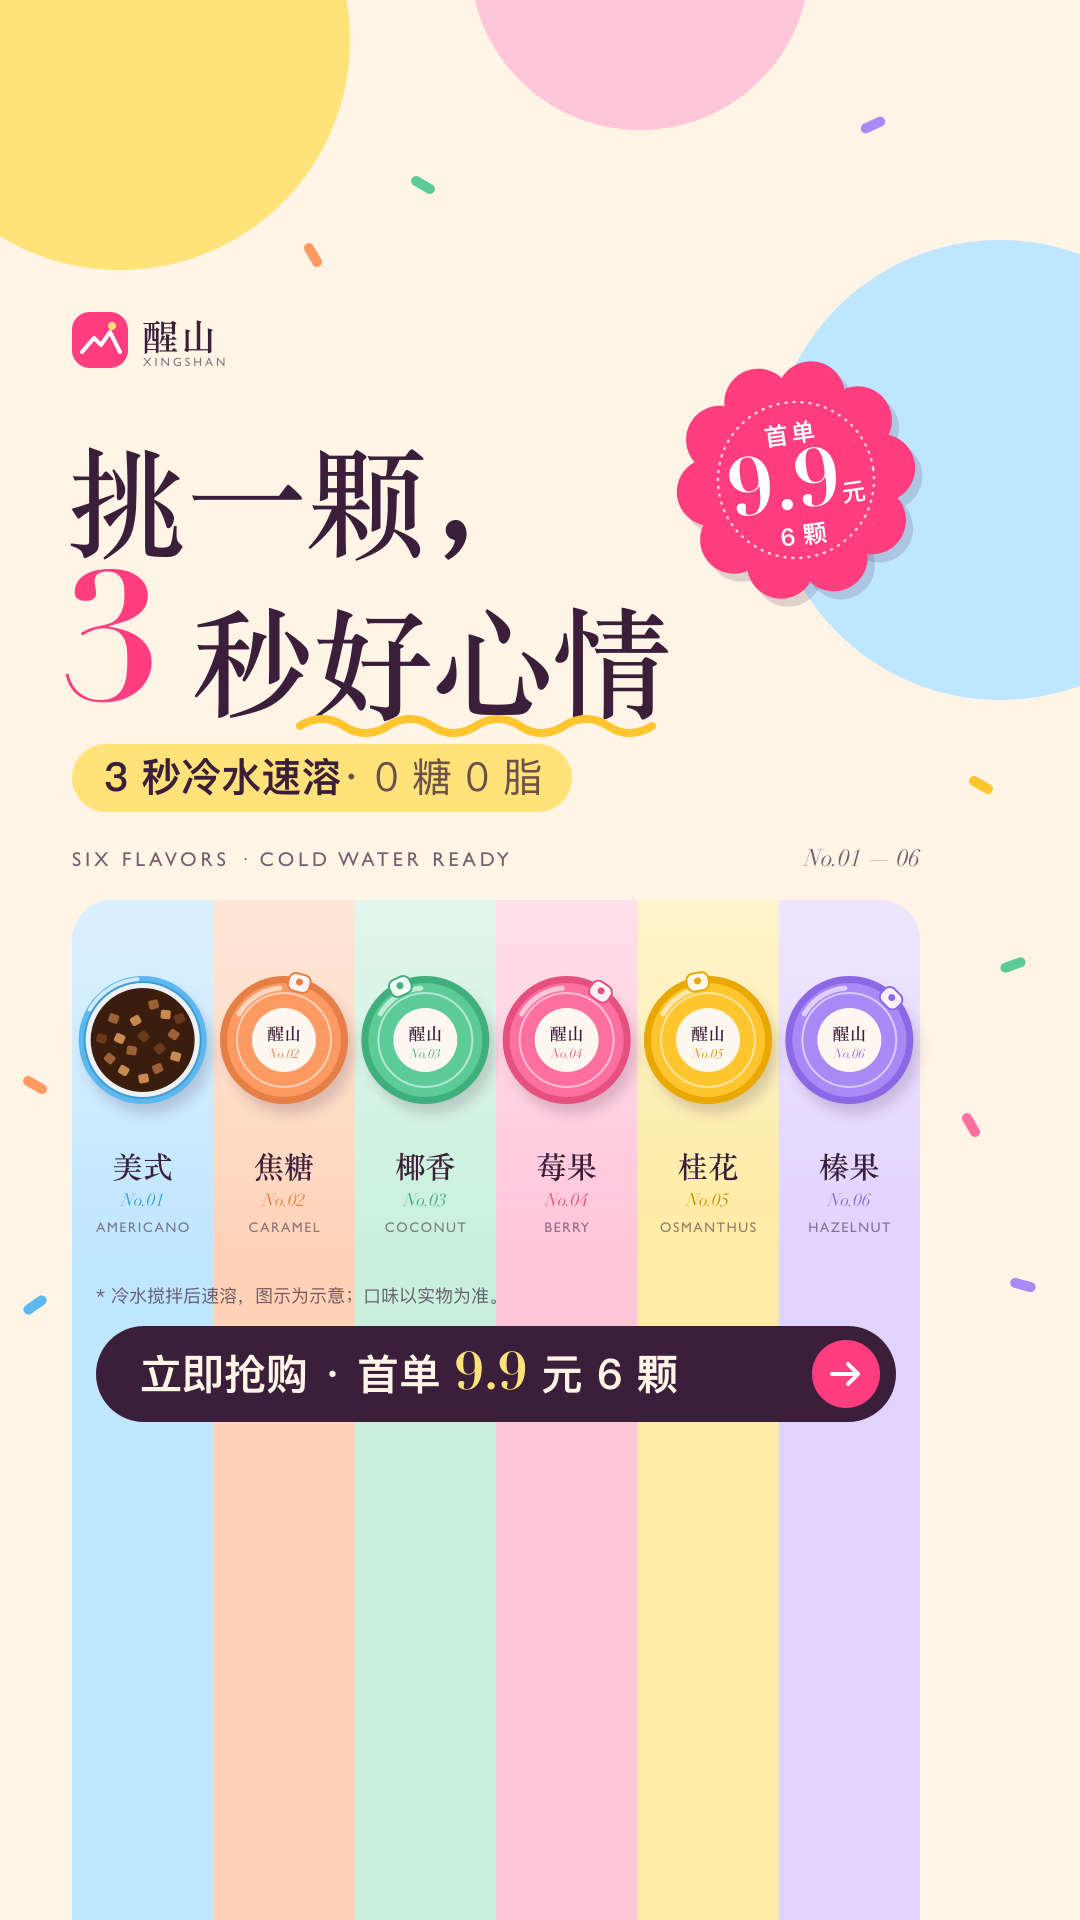 醒山
XINGSHAN
首单
9.9元
6 颗
挑一颗，
3 秒好心情
3 秒冷水速溶 · 0 糖 0 脂
SIX FLAVORS · COLD WATER READY
No.01 — 06
醒山
No.02
醒山
No.03
醒山
No.04
醒山
No.05
醒山
No.06
美式
No.01
AMERICANO
焦糖
No.02
CARAMEL
椰香
No.03
COCONUT
莓果
No.04
BERRY
桂花
No.05
OSMANTHUS
榛果
No.06
HAZELNUT
* 冷水搅拌后速溶，图示为示意；口味以实物为准。
立即抢购 · 首单 9.9 元 6 颗